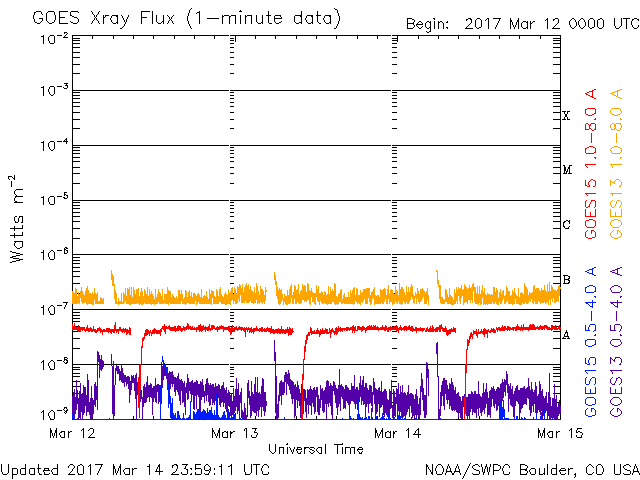 GOES Xray Flux (1-minute data)
Begin: 2017 Mar 12 0000 UTC
10-2
10-3
10-4
10-5
10-6
10-7
10-8
10-9
Watts m-2
X
M
C
B
A
GOES15 1.0-8.0 A
GOES13 1.0-8.0 A
GOES15 0.5-4.0 A
GOES13 0.5-4.0 A
Mar 12
Mar 13
Mar 14
Mar 15
Universal Time
Updated 2017 Mar 14 23:59:11 UTC
NOAA/SWPC Boulder, CO USA